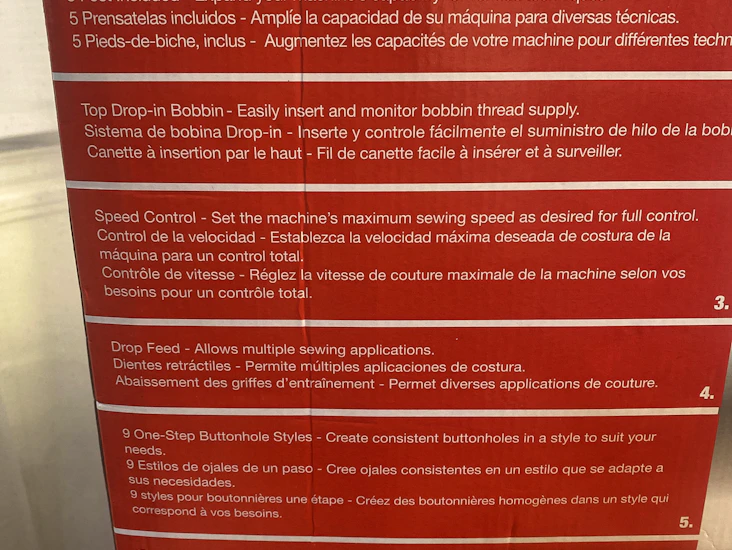 5 Prensatelas incluidos - Amplíe la capacidad de su máquina para diversas técnicas.
5 Pieds-de-biche, inclus - Augmentez les capacités de votre machine pour différentes techn
Top Drop-in Bobbin - Easily insert and monitor bobbin thread supply.
Sistema de bobina Drop-in - Inserte y controle fácilmente el suministro de hilo de la bob
Canette à insertion par le haut - Fil de canette facile à insérer et à surveiller.
Speed Control - Set the machine's maximum sewing speed as desired for full control.
Control de la velocidad - Establezca la velocidad máxima deseada de costura de la
máquina para un control total.
Contrôle de vitesse - Réglez la vitesse de couture maximale de la machine selon vos
besoins pour un contrôle total.
3.
Drop Feed - Allows multiple sewing applications.
Dientes retráctiles - Permite múltiples aplicaciones de costura.
Abaissement des griffes d'entraînement - Permet diverses applications de couture.
4.
9 One-Step Buttonhole Styles - Create consistent buttonholes in a style to suit your
needs.
9 Estilos de ojales de un paso - Cree ojales consistentes en un estilo que se adapte a
sus necesidades.
9 styles pour boutonnières une étape - Créez des boutonnières homogènes dans un style qui
correspond à vos besoins.
5.